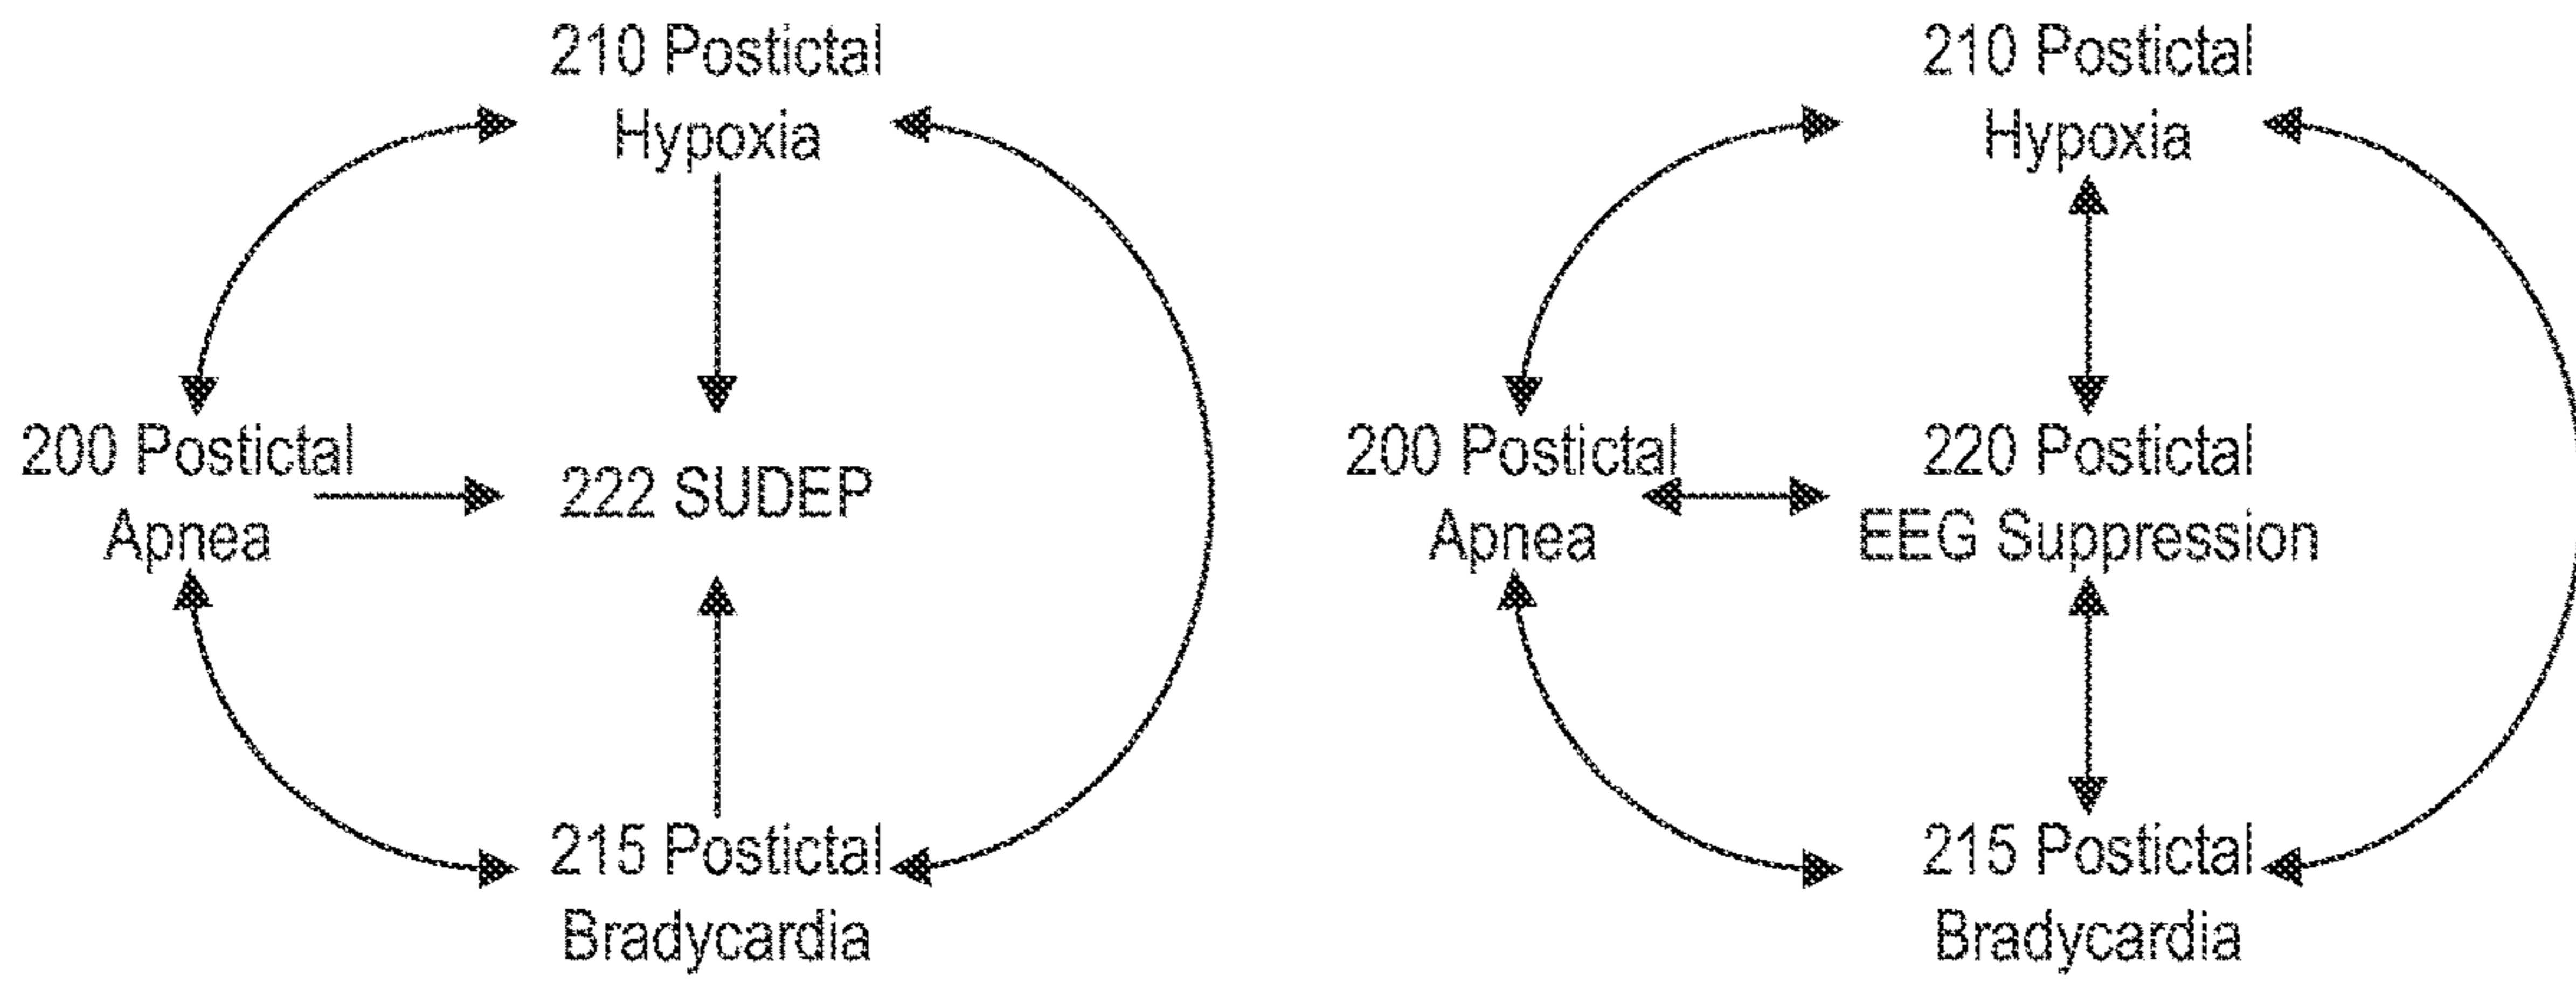 210 Postictal
Hypoxia
200 Postictal
Apnea
222 SUDEP
215 Postictal
Bradycardia
210 Postictal
Hypoxia
200 Postictal
Apnea
220 Postictal
EEG Suppression
215 Postictal
Bradycardia